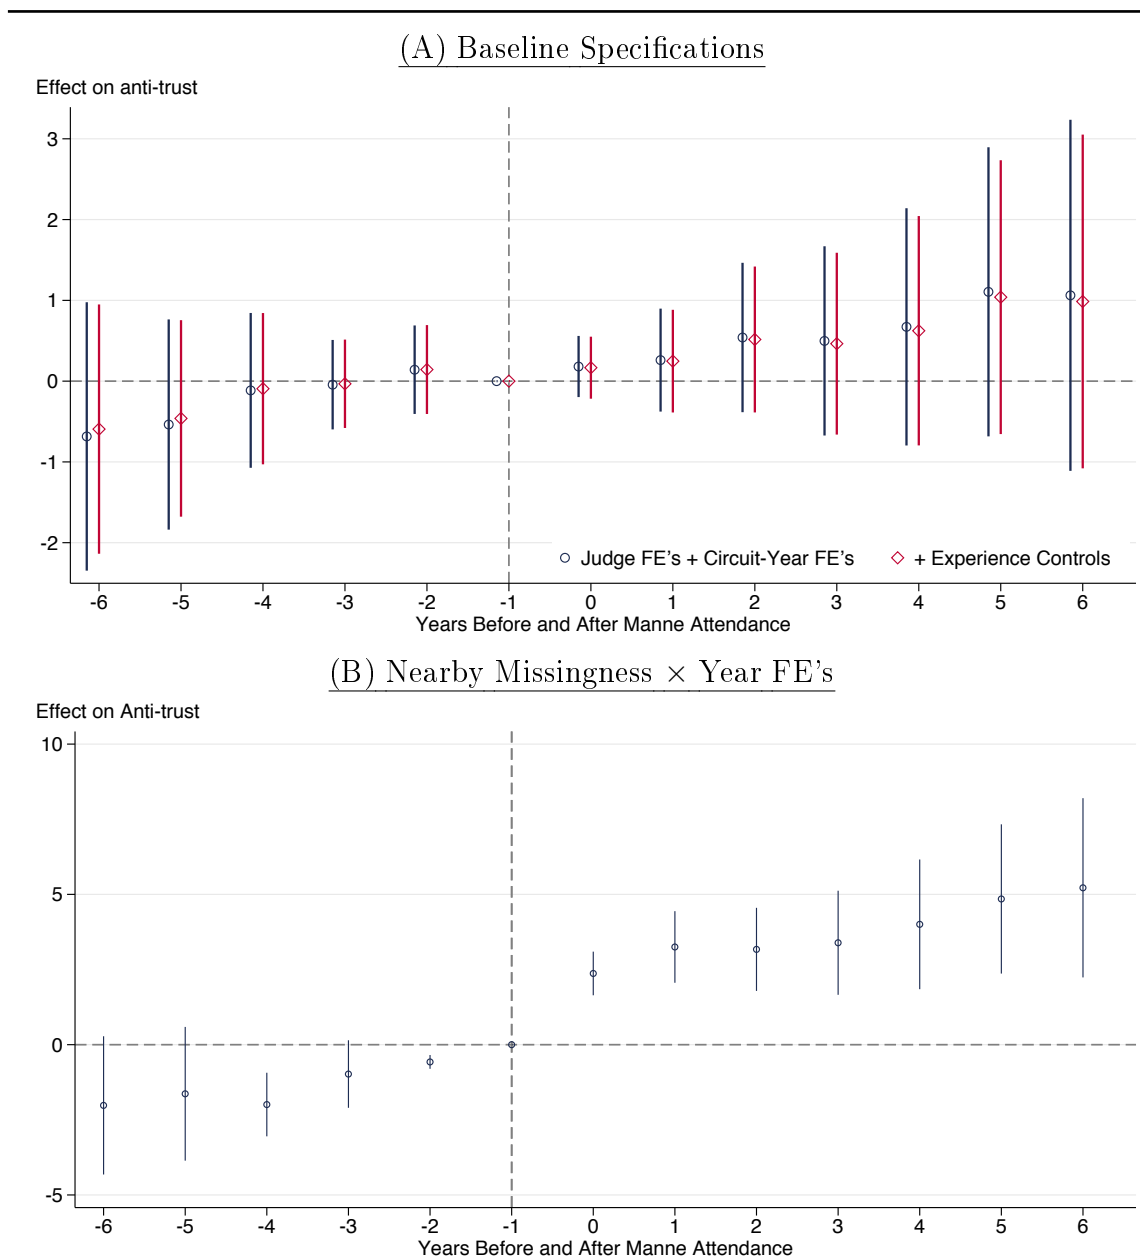 (A) Baseline Specifications
Effect on anti-trust
3
2
1
0
-1
-2
Judge FE's + Circuit-Year FE's + Experience Controls
-6 -5 -4 -3 -2 -1 0 1 2 3 4 5 6
Years Before and After Manne Attendance
(B) Nearby Missingness × Year FE's
Effect on Anti-trust
10
5
0
-5
-6 -5 -4 -3 -2 -1 0 1 2 3 4 5 6
Years Before and After Manne Attendance